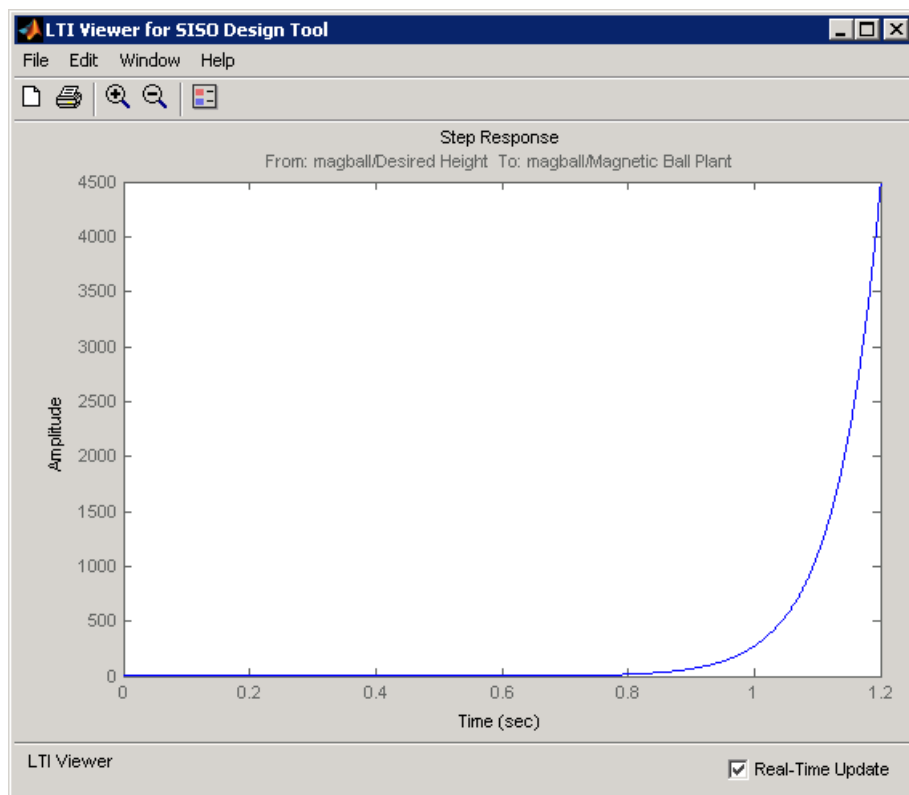 LTI Viewer for SISO Design Tool
File Edit Window Help
Step Response
From: magball/Desired Height To: magball/Magnetic Ball Plant
4500
4000
3500
3000
2500
2000
1500
1000
500
0
Amplitude
0 0.2 0.4 0.6 0.8 1 1.2
Time (sec)
LTI Viewer
Real-Time Update